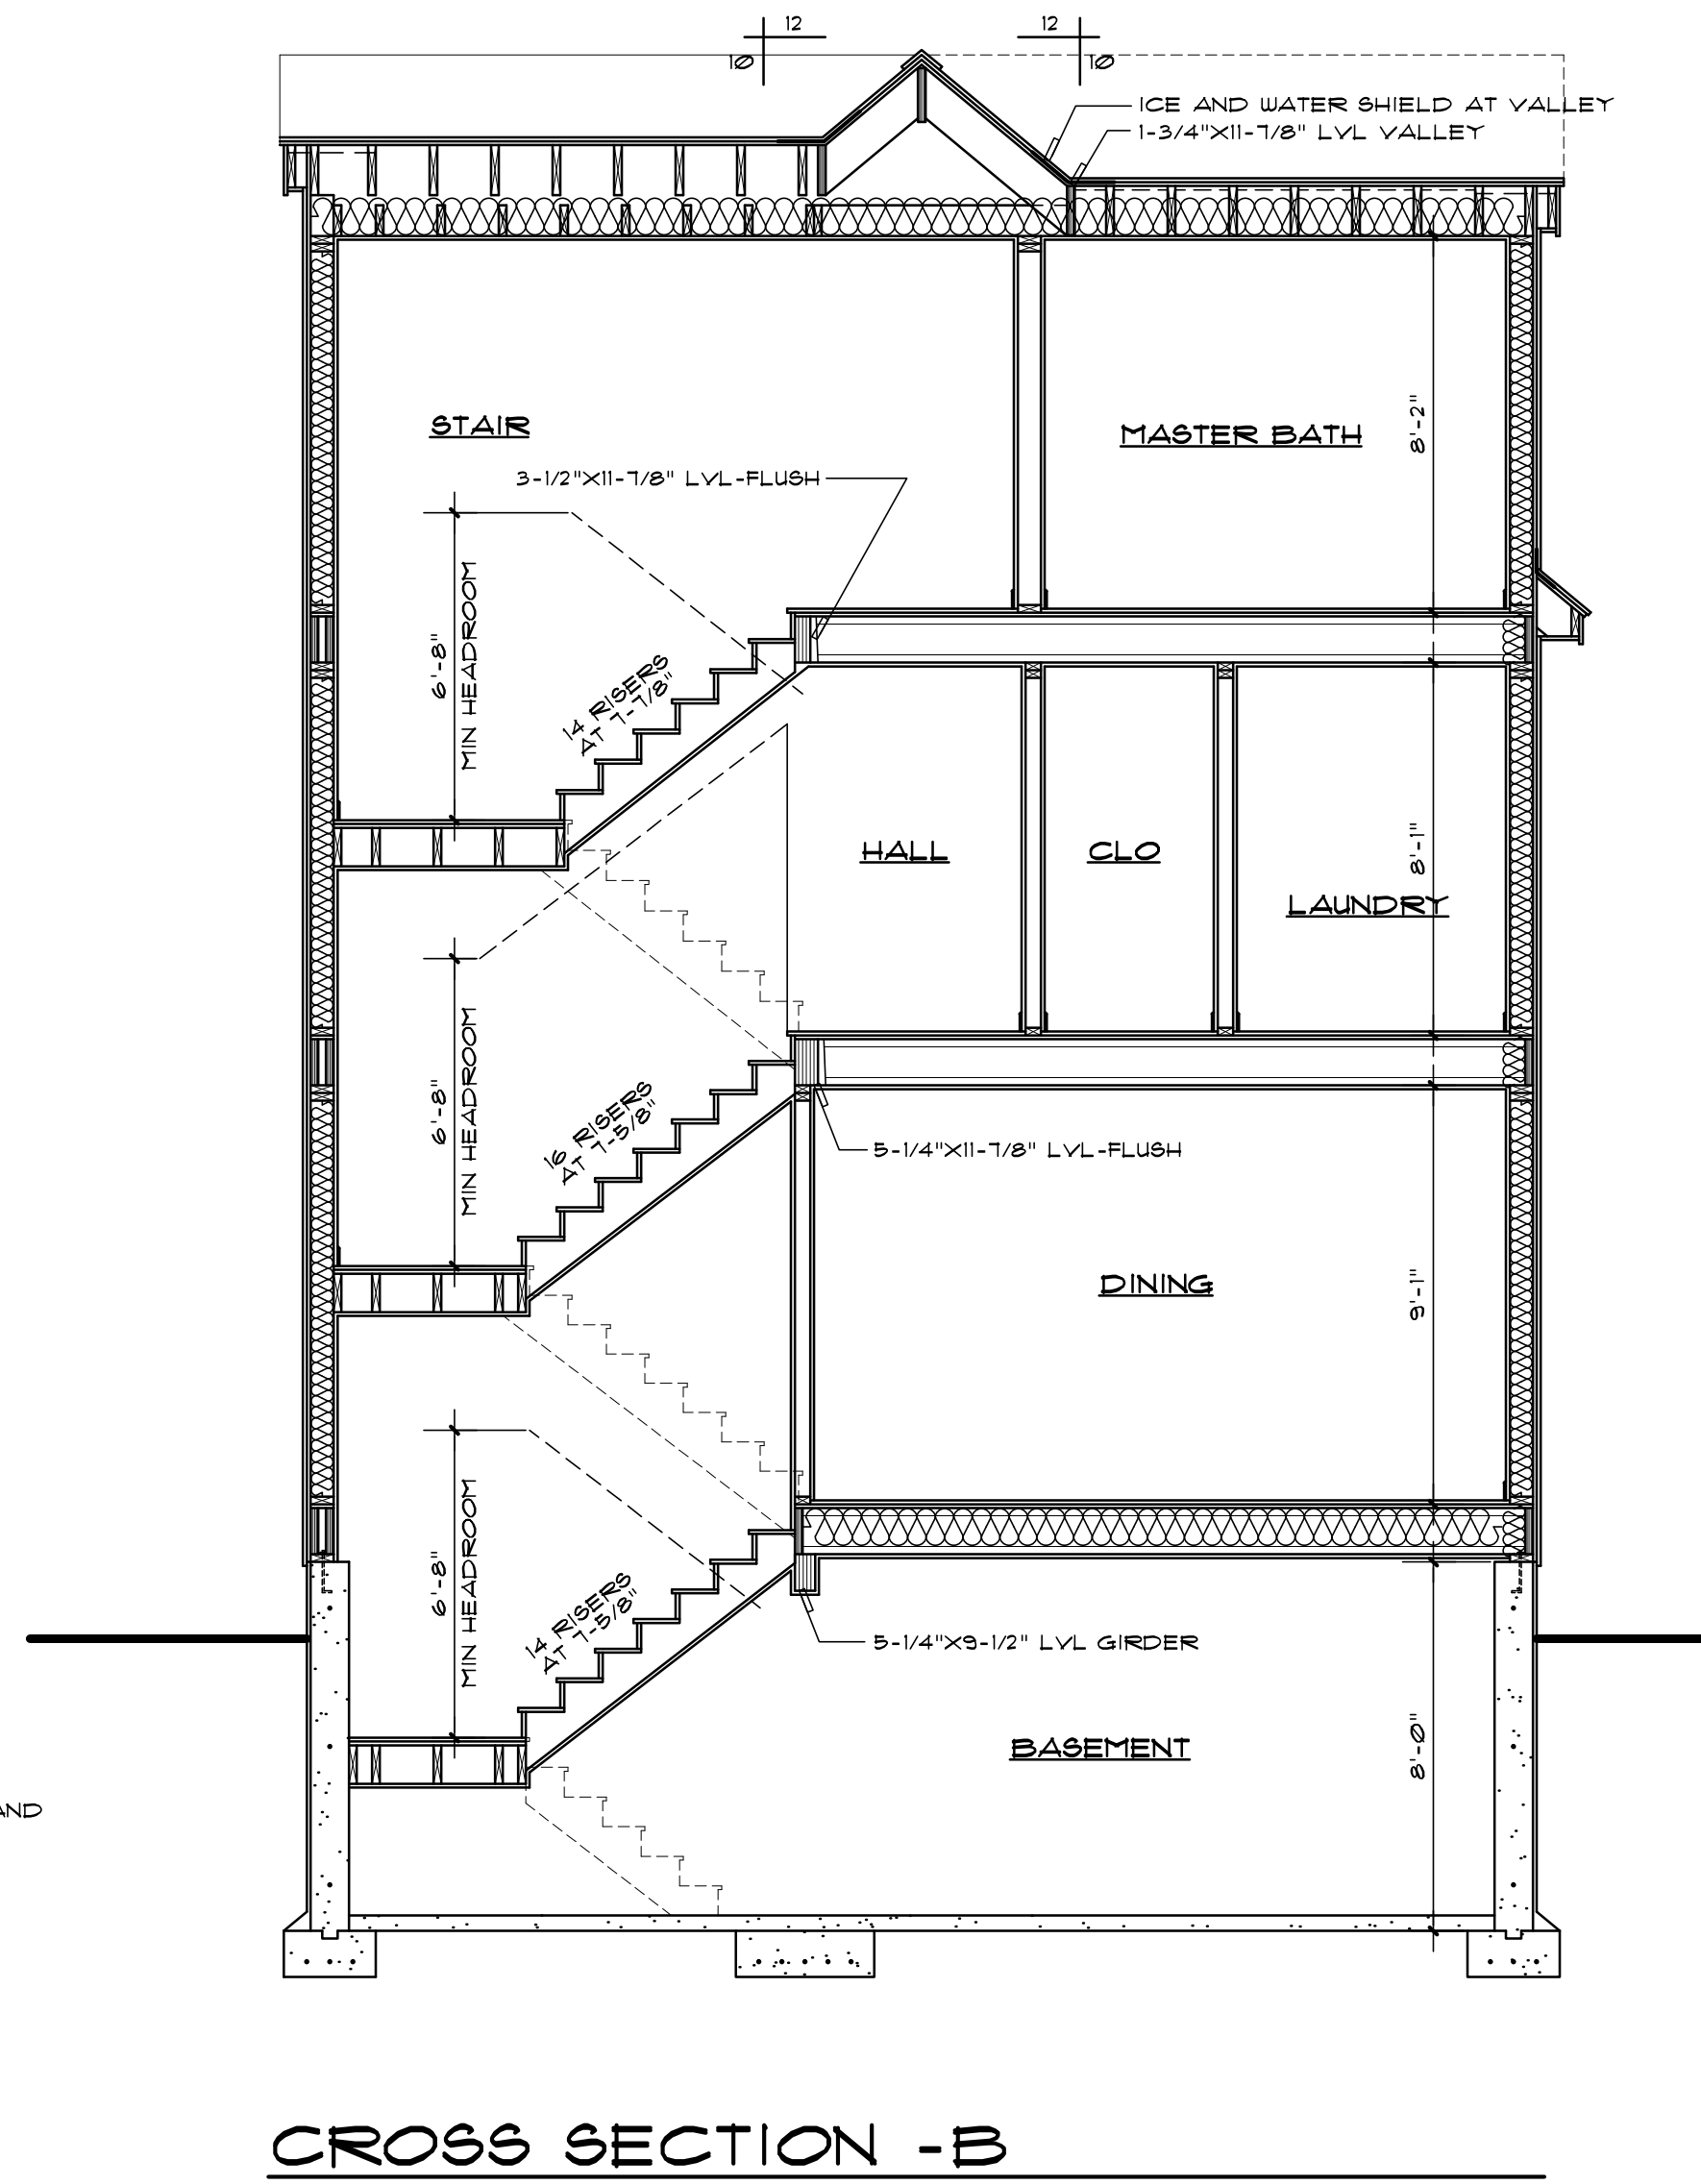 12 12
10 10
ICE AND WATER SHIELD AT VALLEY
1-3/4"X11-7/8" LVL VALLEY
STAIR
MASTER BATH
8'-2"
3-1/2"X11-7/8" LVL-FLUSH
6'-8"
MIN HEADROOM
14 RISERS
AT 7-7/8"
HALL
CLO
LAUNDRY
8'-1"
6'-8"
MIN HEADROOM
16 RISERS
AT 7-5/8"
5-1/4"X11-7/8" LVL-FLUSH
DINING
9'-1"
6'-8"
MIN HEADROOM
14 RISERS
AT 7-5/8"
5-1/4"X9-1/2" LVL GIRDER
BASEMENT
8'-0"
AND
CROSS SECTION -B